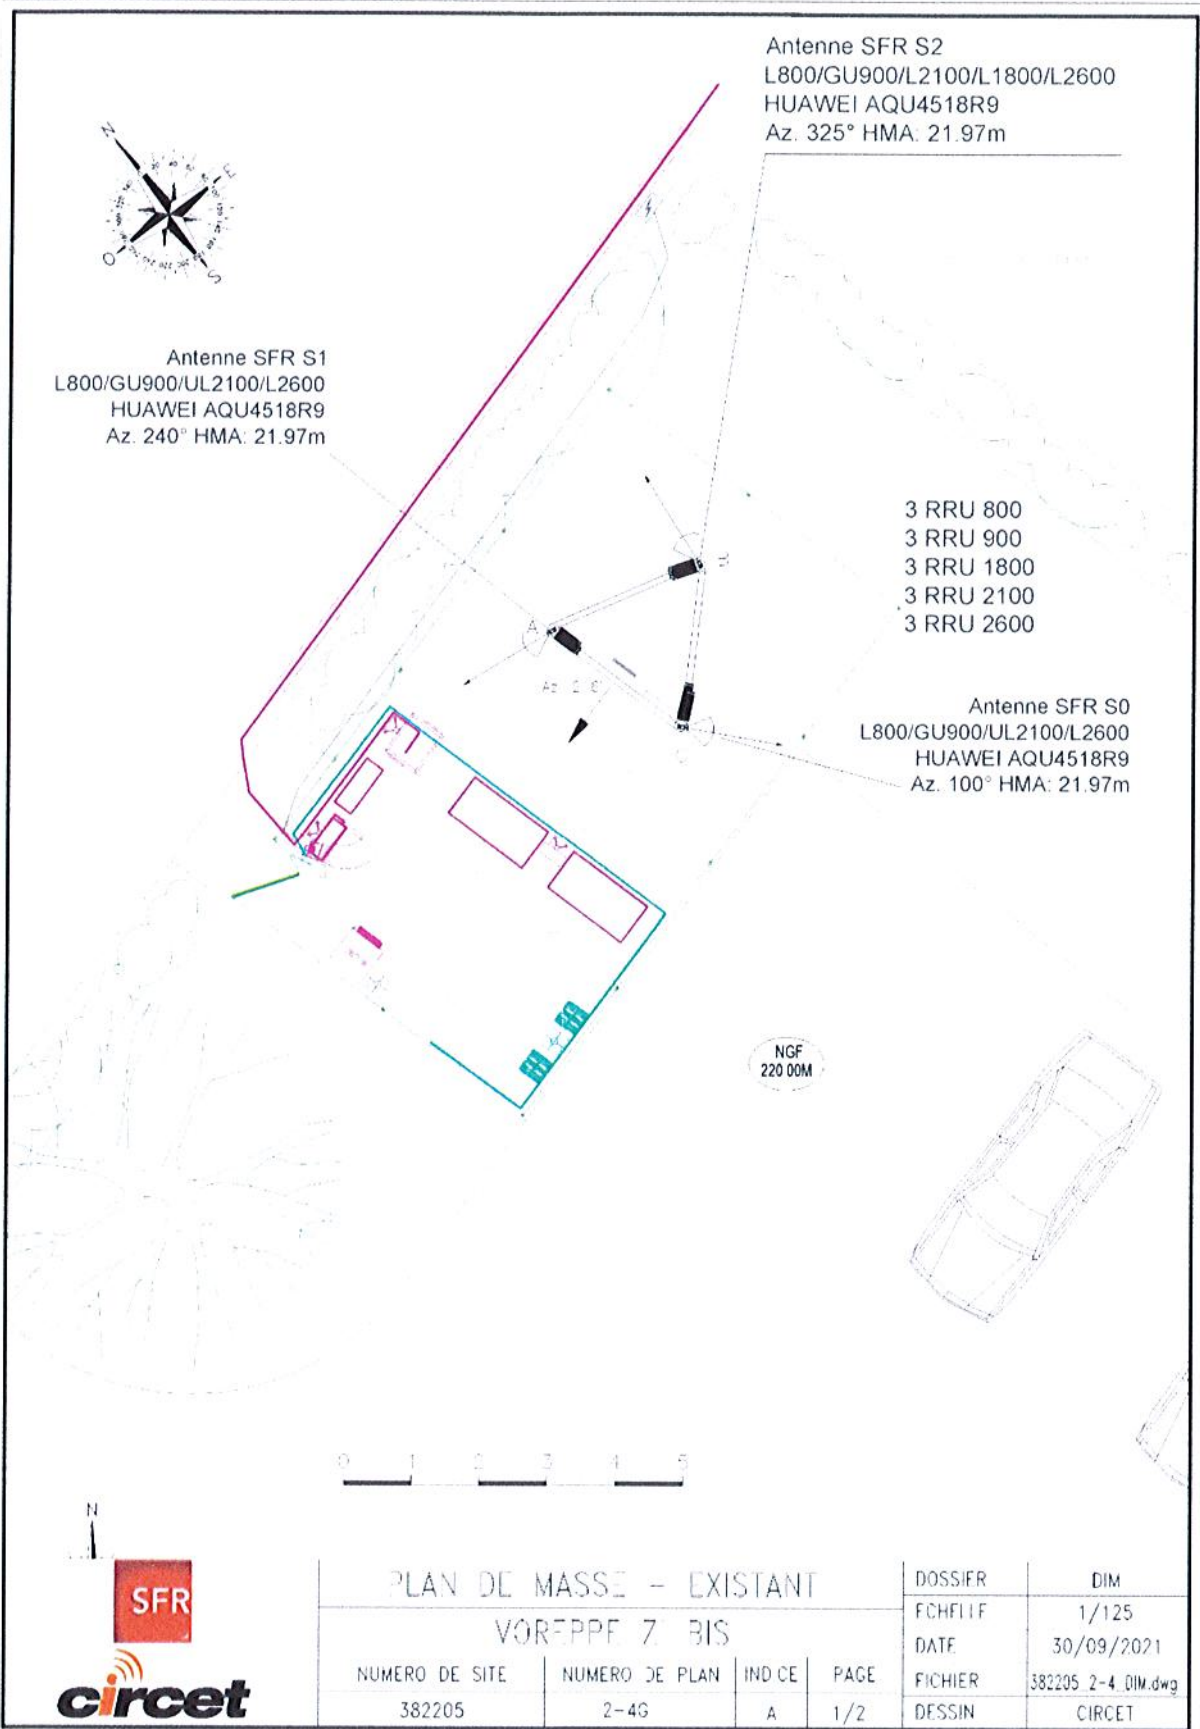 Antenne SFR S2
L800/GU900/L2100/L1800/L2600
HUAWEI AQU4518R9
Az. 325° HMA: 21.97m
N
E
O
S
Antenne SFR S1
L800/GU900/UL2100/L2600
HUAWEI AQU4518R9
Az. 240° HMA: 21.97m
3 RRU 800
3 RRU 900
3 RRU 1800
3 RRU 2100
3 RRU 2600
A
Antenne SFR S0
L800/GU900/UL2100/L2600
HUAWEI AQU4518R9
Az. 100° HMA: 21.97m
NGF
220 00M
0 1 2 3 4 5
N
SFR
circet
PLAN DE MASSE - EXISTANT
VOREPPE Z BIS
NUMERO DE SITE NUMERO DE PLAN INDICE PAGE
382205 2-4G A 1/2
DOSSIER DIM
ECHELLE 1/125
DATE 30/09/2021
FICHIER 382205_2-4_DIM.dwg
DESSIN CIRCET